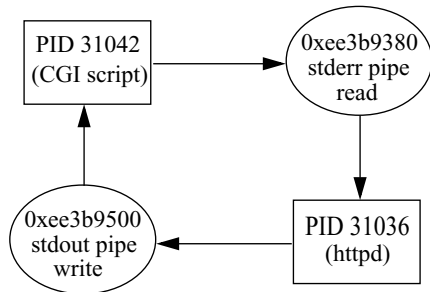 PID 31042
(CGI script)
0xee3b9380
stderr pipe
read
0xee3b9500
stdout pipe
write
PID 31036
(httpd)